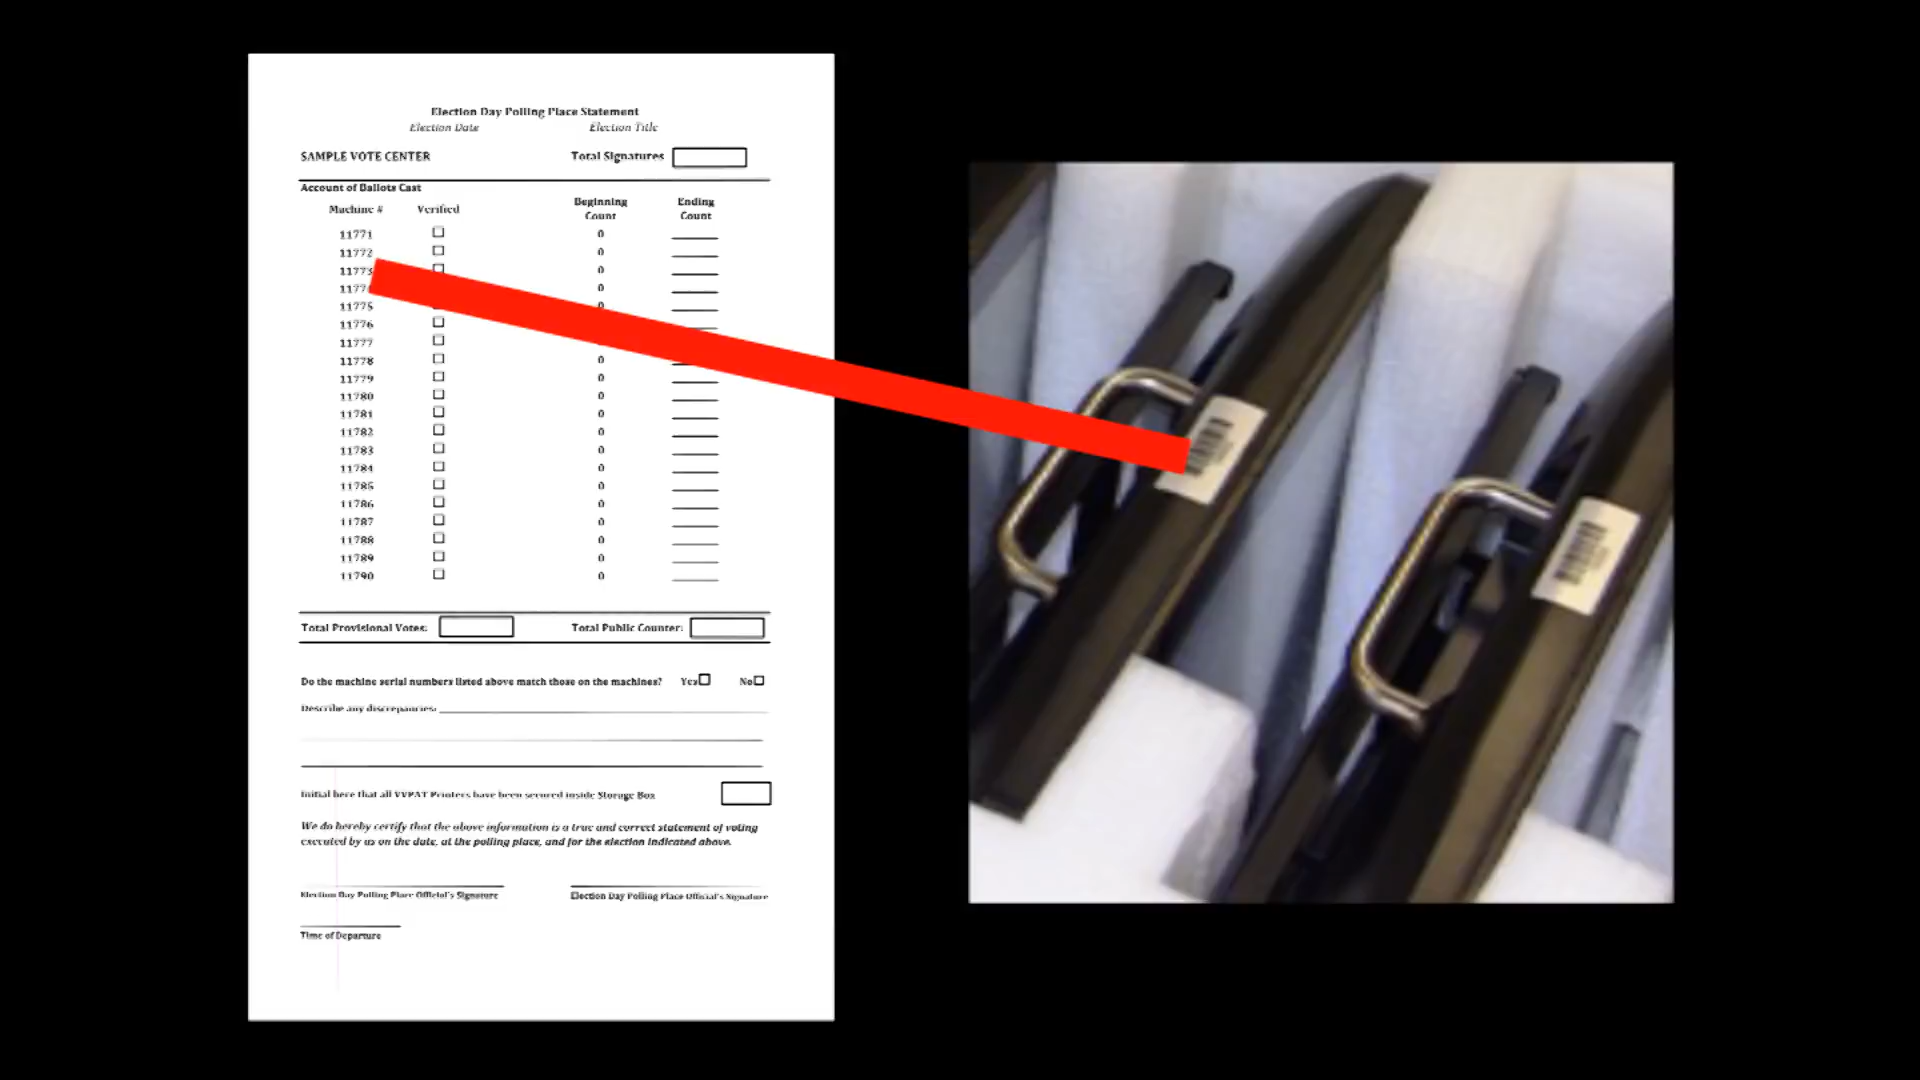 Election Day Polling Place Statement
Election Date Election Title
SAMPLE VOTE CENTER Total Signatures
Account of Ballots Cast
Machine # Verified Beginning Count Ending Count
11771 0
11772 0
11773 0
1177 0
11775 0
11776
11777
11778 0
11779 0
11780 0
11781 0
11782 0
11783 0
11784 0
11785 0
11786 0
11787 0
11788 0
11789 0
11790 0
Total Provisional Votes: Total Public Counter:
Do the machine serial numbers listed above match those on the machines? Yes No
Describe any discrepancies:
Initial here that all VVPAT Printers have been secured inside Storage Box
We do hereby certify that the above information is a true and correct statement of voting
executed by us on the date, at the polling place, and for the election indicated above.
Election Day Polling Place Official's Signature Election Day Polling Place Official's Signature
Time of Departure